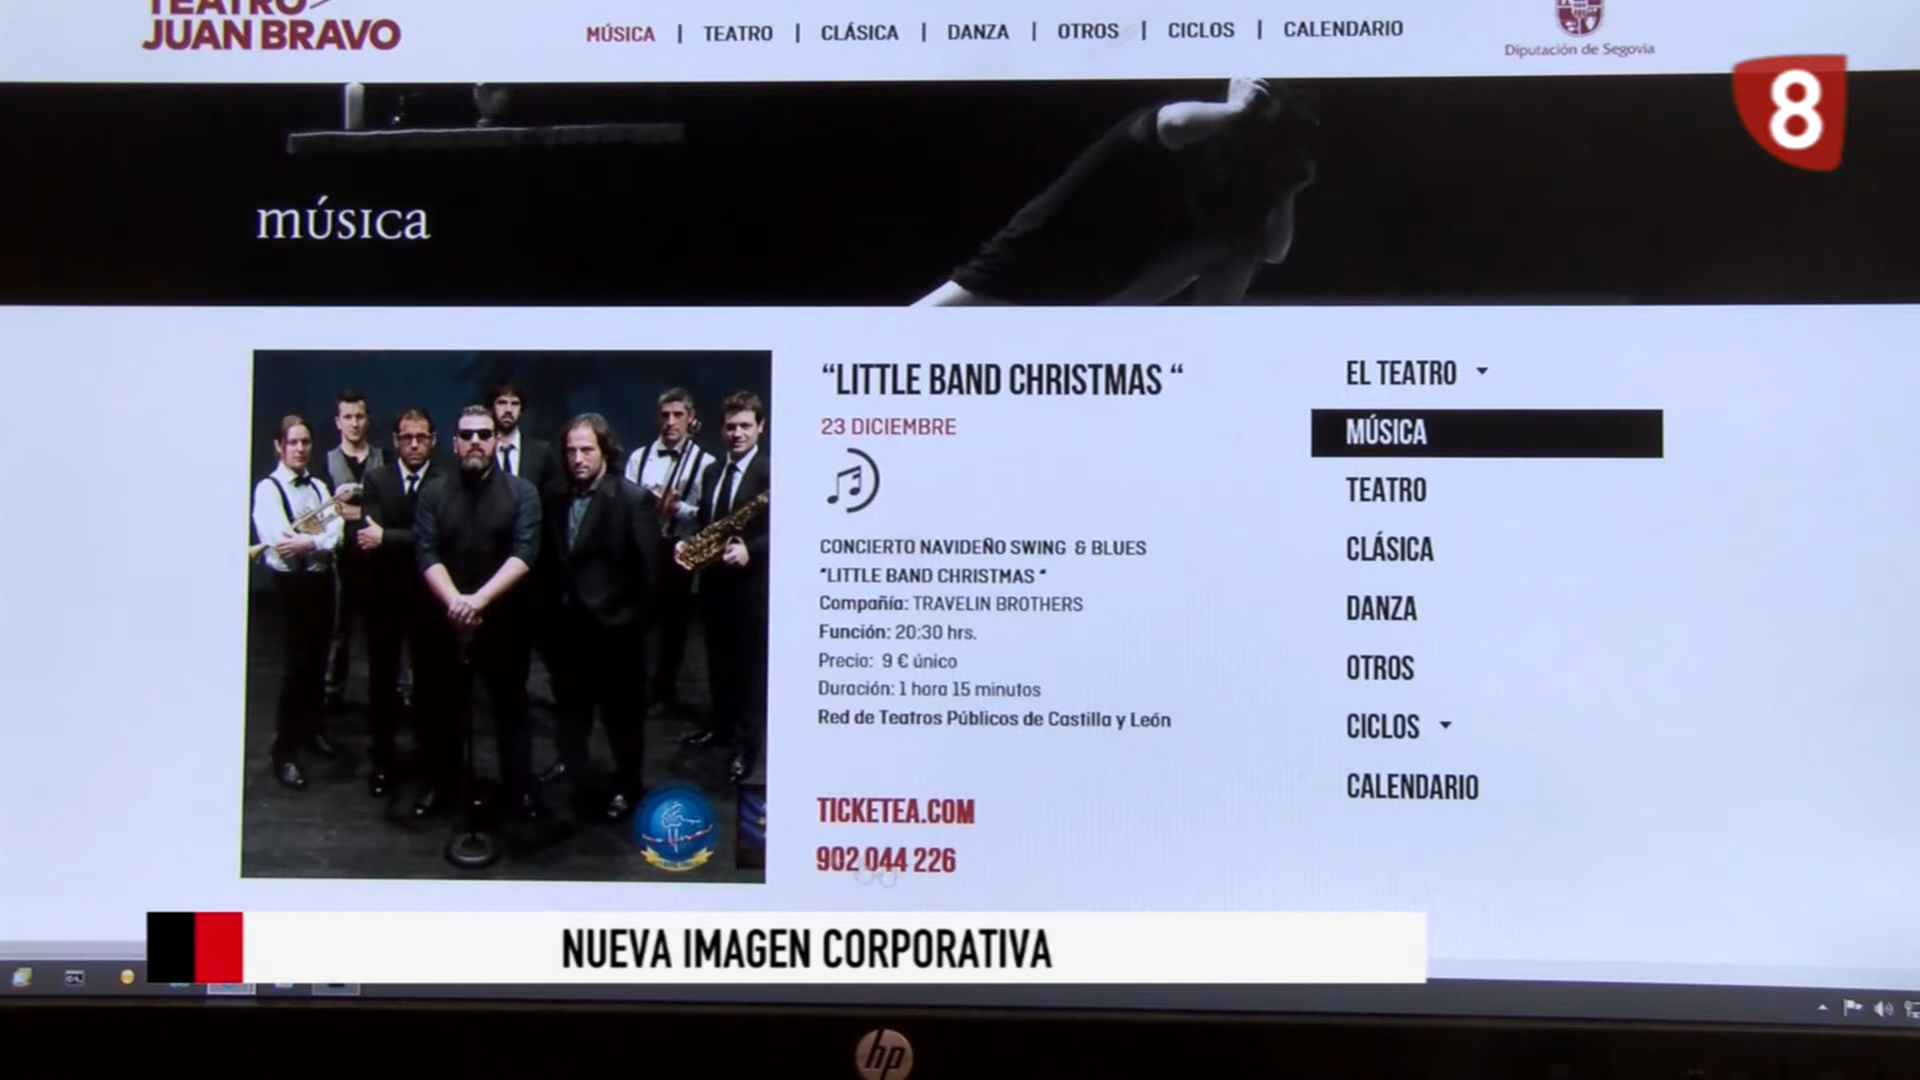 TEATRO
JUAN BRAVO
MÚSICA | TEATRO | CLÁSICA | DANZA | OTROS | CICLOS | CALENDARIO
Diputación de Segovia
8
música
“LITTLE BAND CHRISTMAS “
23 DICIEMBRE
CONCIERTO NAVIDEÑO SWING & BLUES
“LITTLE BAND CHRISTMAS “
Compañía: TRAVELIN BROTHERS
Función: 20:30 hrs.
Precio: 9 € único
Duración: 1 hora 15 minutos
Red de Teatros Públicos de Castilla y León
TICKETEA.COM
902 044 226
EL TEATRO
MÚSICA
TEATRO
CLÁSICA
DANZA
OTROS
CICLOS
CALENDARIO
NUEVA IMAGEN CORPORATIVA
hp